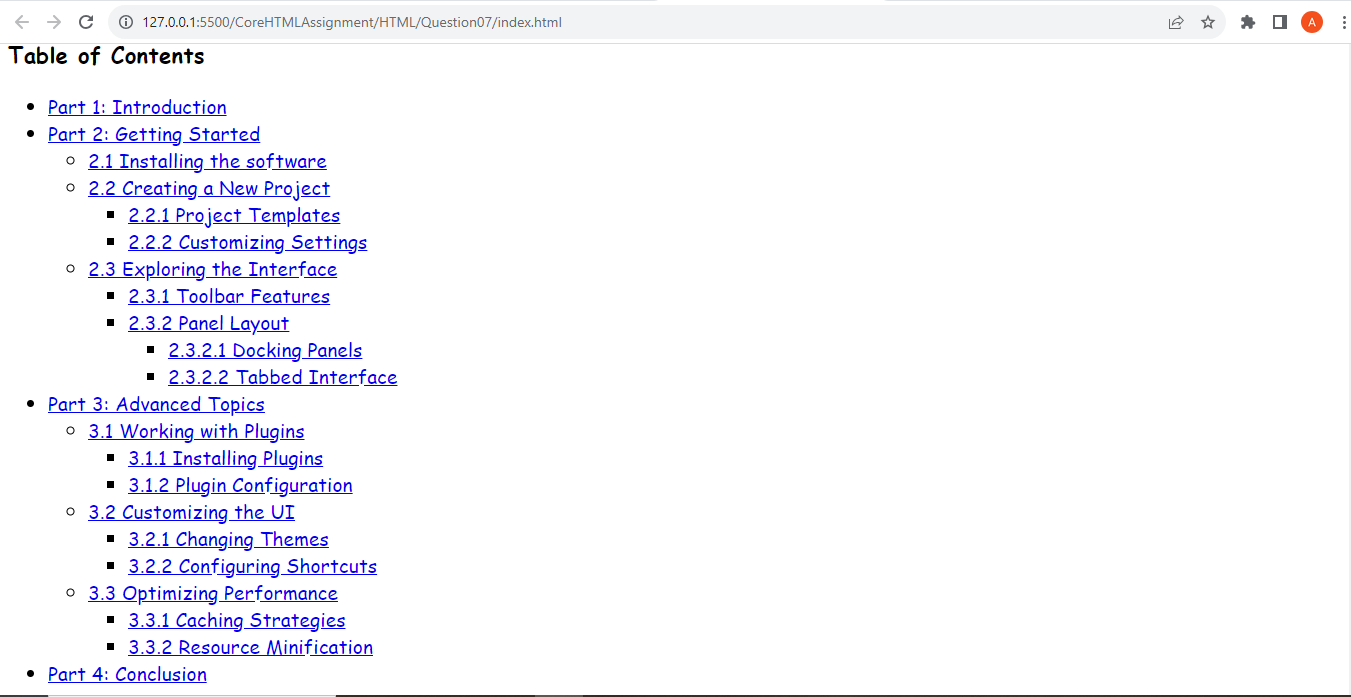 127.0.0.1:5500/CoreHTMLAssignment/HTML/Question07/index.html
A
Table of Contents
Part 1: Introduction
Part 2: Getting Started
2.1 Installing the software
2.2 Creating a New Project
2.2.1 Project Templates
2.2.2 Customizing Settings
2.3 Exploring the Interface
2.3.1 Toolbar Features
2.3.2 Panel Layout
2.3.2.1 Docking Panels
2.3.2.2 Tabbed Interface
Part 3: Advanced Topics
3.1 Working with Plugins
3.1.1 Installing Plugins
3.1.2 Plugin Configuration
3.2 Customizing the UI
3.2.1 Changing Themes
3.2.2 Configuring Shortcuts
3.3 Optimizing Performance
3.3.1 Caching Strategies
3.3.2 Resource Minification
Part 4: Conclusion